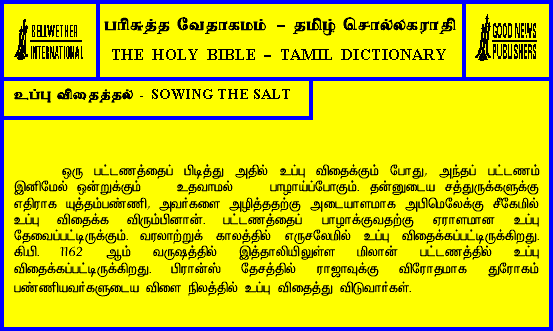 BELLWETHER
INTERNATIONAL
பரிசுத்த வேதாகமம் – தமிழ் சொல்லகராதி
THE HOLY BIBLE – TAMIL DICTIONARY
GOOD NEWS
PUBLISHERS
உப்பு விதைத்தல் - SOWING THE SALT
ஒரு பட்டணத்தைப் பிடித்து அதில் உப்பு விதைக்கும் போது, அந்தப் பட்டணம்
இனிமேல் ஒன்றுக்கும் உதவாமல் பாழாய்ப்போகும். தன்னுடைய சத்துருக்களுக்கு
எதிராக யுத்தம்பண்ணி, அவர்களை அழித்ததற்கு அடையாளமாக அபிமெலேக்கு சீகேமில்
உப்பு விதைக்க விரும்பினான். பட்டணத்தைப் பாழாக்குவதற்கு ஏராளமான உப்பு
தேவைப்பட்டிருக்கும். வரலாற்றுக் காலத்தில் எருசலேமில் உப்பு விதைக்கப்பட்டிருக்கிறது.
கி.பி. 1162 ஆம் வருஷத்தில் இத்தாலியிலுள்ள மிலான் பட்டணத்தில் உப்பு
விதைக்கப்பட்டிருக்கிறது. பிரான்ஸ் தேசத்தில் ராஜாவுக்கு விரோதமாக துரோகம்
பண்ணியவர்களுடைய விளை நிலத்தில் உப்பு விதைத்து விடுவார்கள்.